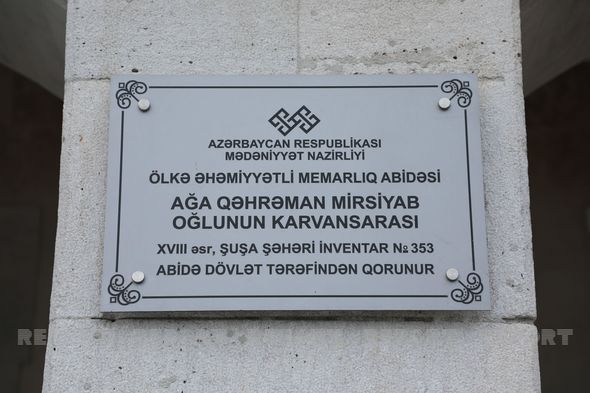 AZƏRBAYCAN RESPUBLİKASI
MƏDƏNİYYƏT NAZİRLİYİ
ÖLKƏ ƏHƏMİYYƏTLİ MEMARLIQ ABİDƏSİ
AĞA QƏHRƏMAN MİRSİYAB
OĞLUNUN KARVANSARASI
XVIII əsr, ŞUŞA ŞƏHƏRİ İNVENTAR № 353
ABİDƏ DÖVLƏT TƏRƏFİNDƏN QORUNUR